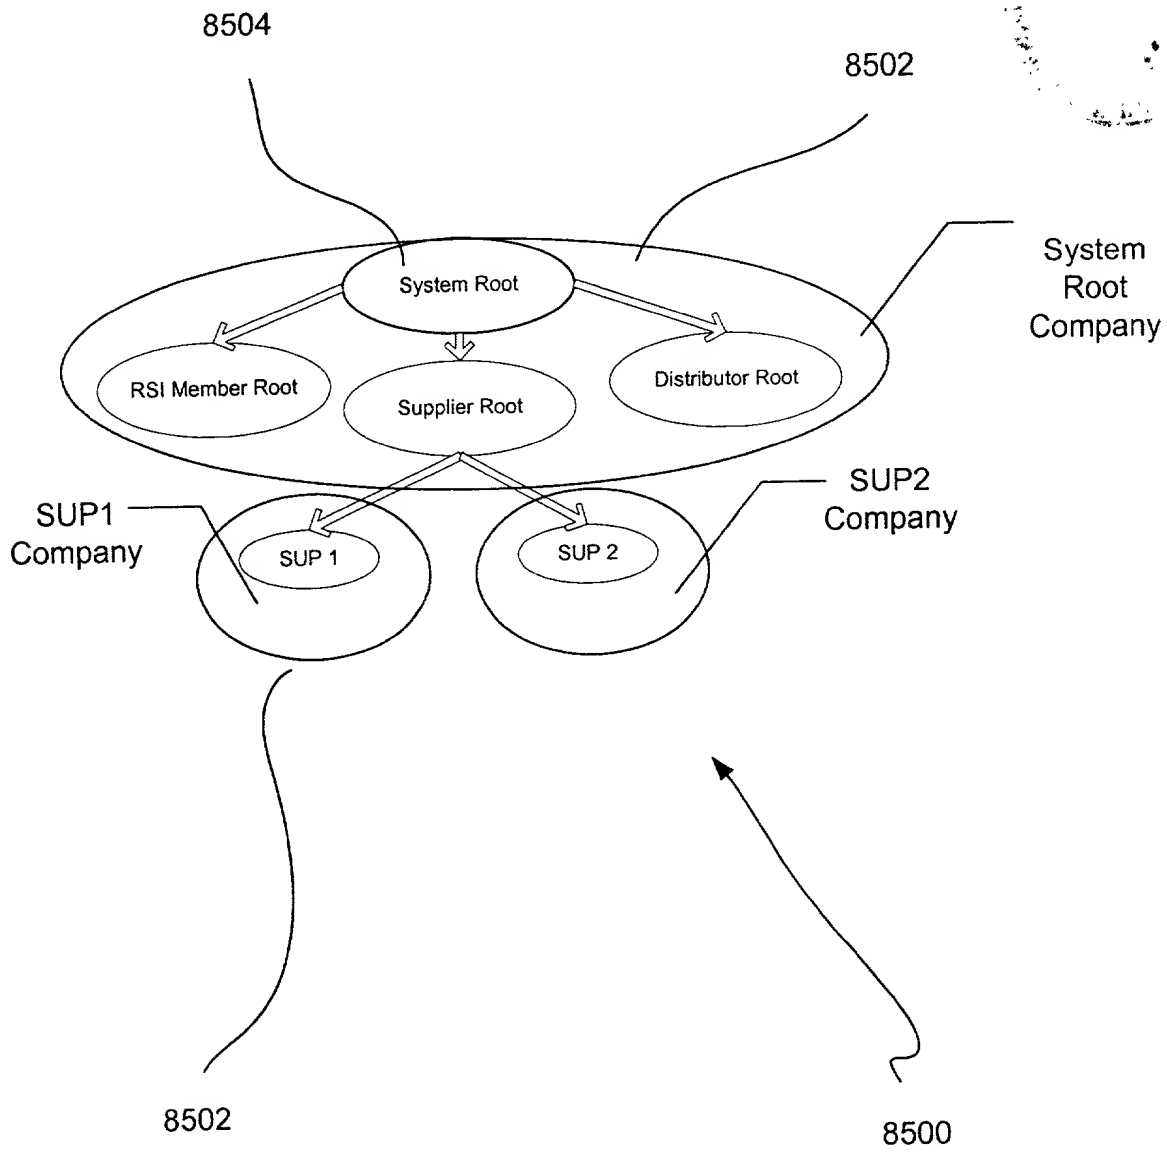 8504
8502
System Root
System
Root
Company
RSI Member Root
Supplier Root
Distributor Root
SUP1
Company
SUP2
Company
SUP 1
SUP 2
8502
8500